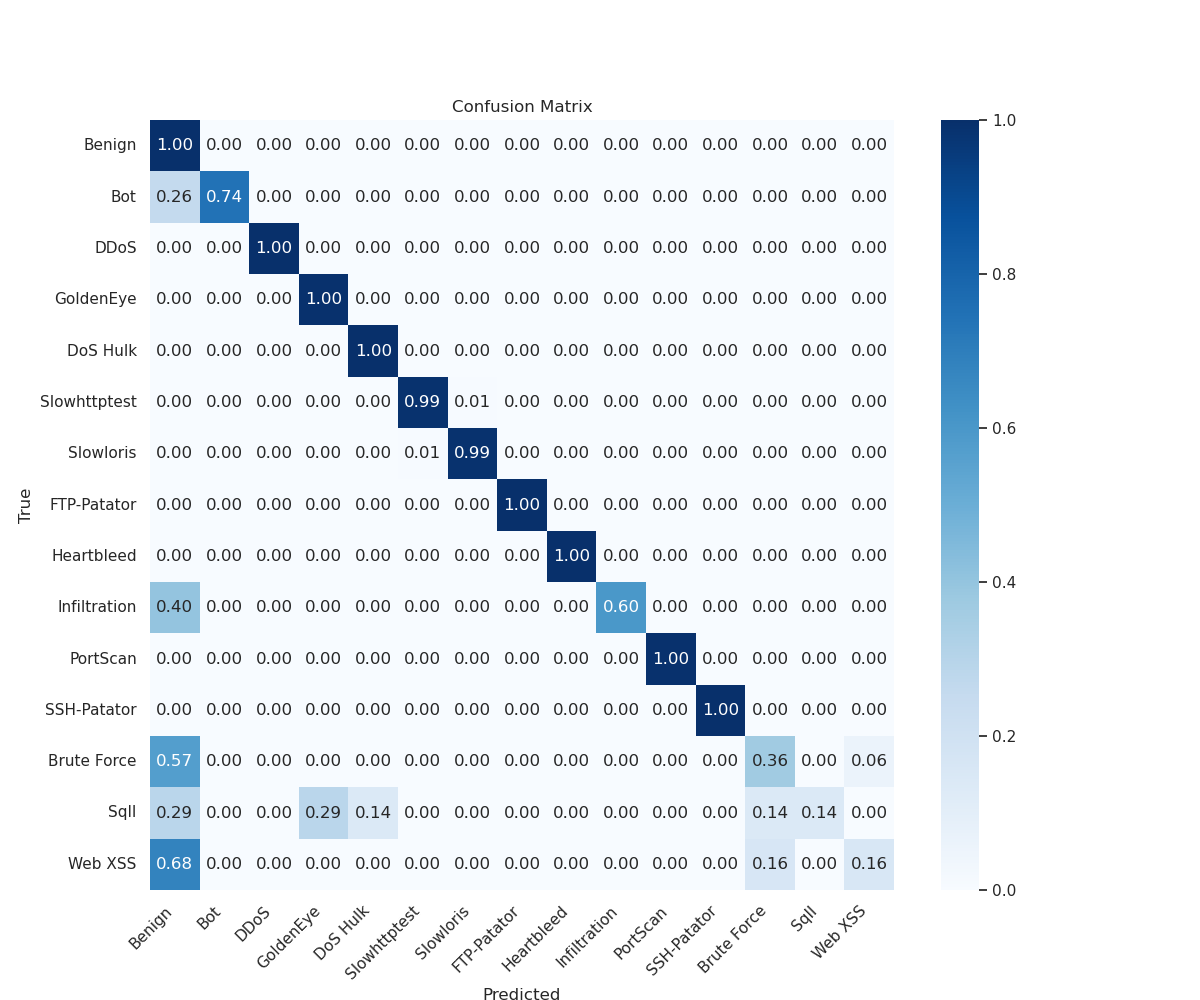 Confusion Matrix
Benign 1.00 0.00 0.00 0.00 0.00 0.00 0.00 0.00 0.00 0.00 0.00 0.00 0.00 0.00 0.00
Bot 0.26 0.74 0.00 0.00 0.00 0.00 0.00 0.00 0.00 0.00 0.00 0.00 0.00 0.00 0.00
DDoS 0.00 0.00 1.00 0.00 0.00 0.00 0.00 0.00 0.00 0.00 0.00 0.00 0.00 0.00 0.00
GoldenEye 0.00 0.00 0.00 1.00 0.00 0.00 0.00 0.00 0.00 0.00 0.00 0.00 0.00 0.00 0.00
DoS Hulk 0.00 0.00 0.00 0.00 1.00 0.00 0.00 0.00 0.00 0.00 0.00 0.00 0.00 0.00 0.00
Slowhttptest 0.00 0.00 0.00 0.00 0.00 0.99 0.01 0.00 0.00 0.00 0.00 0.00 0.00 0.00 0.00
Slowloris 0.00 0.00 0.00 0.00 0.00 0.01 0.99 0.00 0.00 0.00 0.00 0.00 0.00 0.00 0.00
FTP-Patator 0.00 0.00 0.00 0.00 0.00 0.00 0.00 1.00 0.00 0.00 0.00 0.00 0.00 0.00 0.00
Heartbleed 0.00 0.00 0.00 0.00 0.00 0.00 0.00 0.00 1.00 0.00 0.00 0.00 0.00 0.00 0.00
Infiltration 0.40 0.00 0.00 0.00 0.00 0.00 0.00 0.00 0.00 0.60 0.00 0.00 0.00 0.00 0.00
PortScan 0.00 0.00 0.00 0.00 0.00 0.00 0.00 0.00 0.00 0.00 1.00 0.00 0.00 0.00 0.00
SSH-Patator 0.00 0.00 0.00 0.00 0.00 0.00 0.00 0.00 0.00 0.00 0.00 1.00 0.00 0.00 0.00
Brute Force 0.57 0.00 0.00 0.00 0.00 0.00 0.00 0.00 0.00 0.00 0.00 0.00 0.36 0.00 0.06
SqlI 0.29 0.00 0.00 0.29 0.14 0.00 0.00 0.00 0.00 0.00 0.00 0.00 0.14 0.14 0.00
Web XSS 0.68 0.00 0.00 0.00 0.00 0.00 0.00 0.00 0.00 0.00 0.00 0.00 0.16 0.00 0.16
True
Benign
Bot
DDoS
GoldenEye
DoS Hulk
Slowhttptest
Slowloris
FTP-Patator
Heartbleed
Infiltration
PortScan
SSH-Patator
Brute Force
SqlI
Web XSS
Predicted
1.0
0.8
0.6
0.4
0.2
0.0